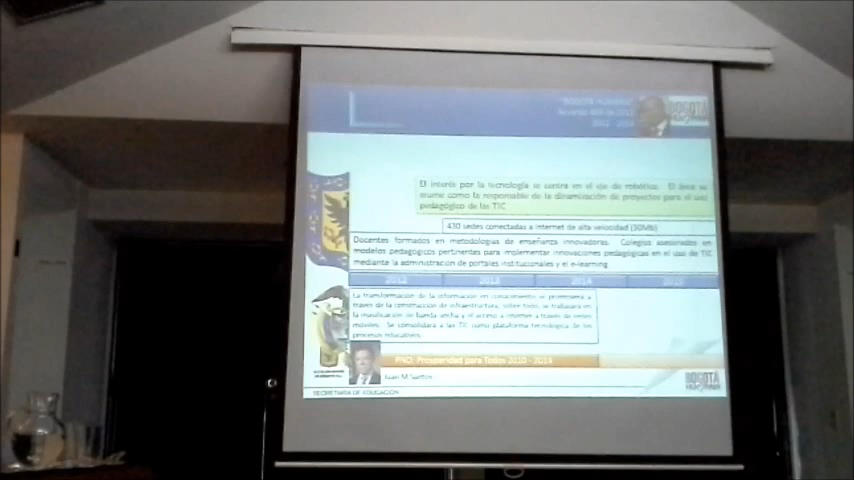 BOGOTÁ HUMANA
Acuerdo 489 de 2012
2012 - 2016
BOGOTÁ
HUMANA
El interés por la tecnología se centra en el eje de robótica. El área se
asume como la responsable de la dinamización de proyectos para el uso
pedagógico de las TIC
430 sedes conectadas a internet de alta velocidad (30Mb)
Docentes formados en metodologías de enseñanza innovadoras. Colegios asesorados en
modelos pedagógicos pertinentes para implementar innovaciones pedagógicas en el uso de TIC
mediante la administración de portales institucionales y el e-learning
2012 2013 2014 2015
La transformación de la información en conocimiento se promoverá a
través de la construcción de infraestructura, sobre todo, se trabajará en
la masificación de banda ancha y el acceso a internet a través de redes
móviles. Se consolidará a las TIC como plataforma tecnológica de los
procesos educativos.
PND: Prosperidad para Todos 2010 - 2014
Juan M Santos
BOGOTÁ
HUMANA
SECRETARÍA DE EDUCACIÓN